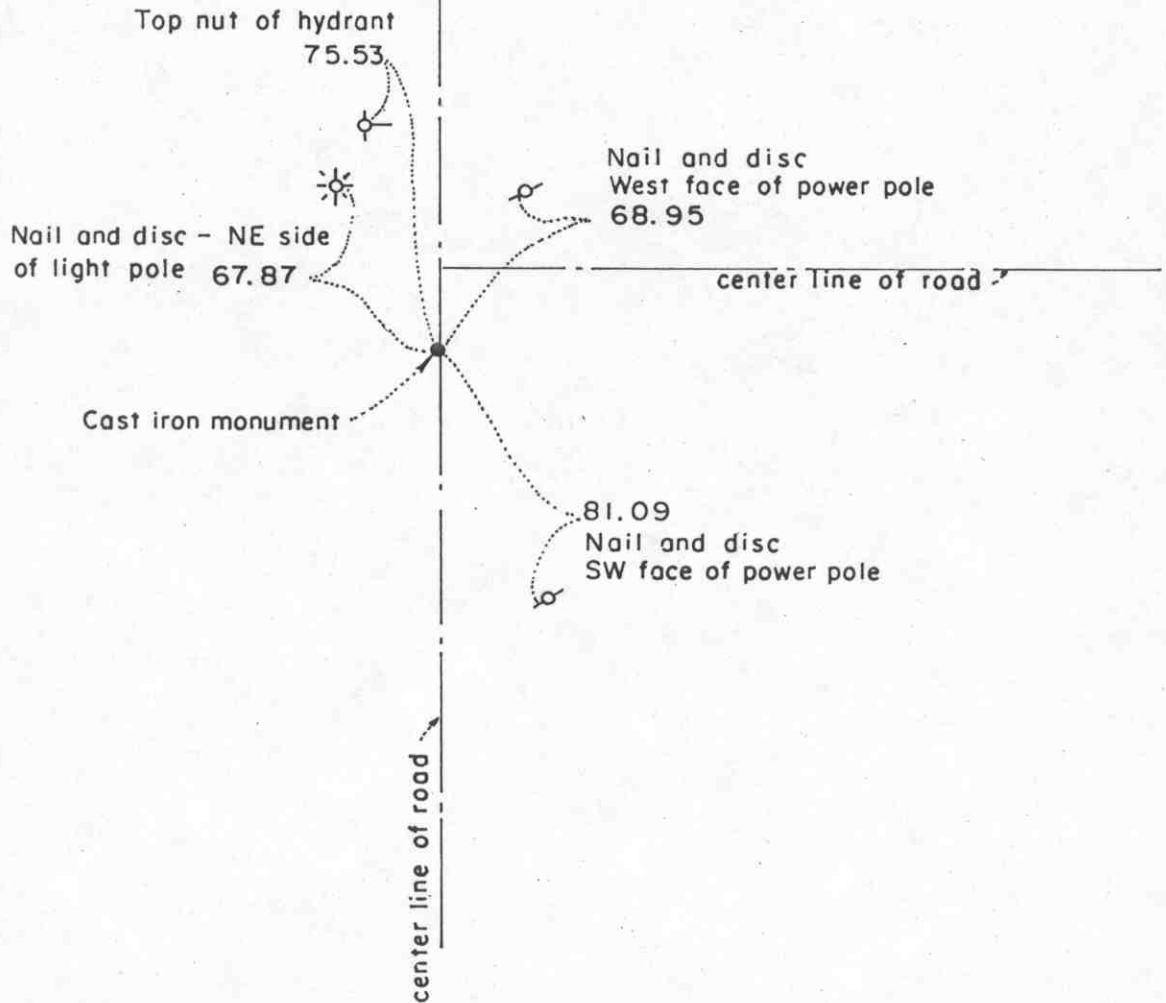 Top nut of hydrant
75.53
Nail and disc
West face of power pole
68.95
Nail and disc - NE side
of light pole 67.87
center line of road
Cast iron monument
81.09
Nail and disc
SW face of power pole
center line of road